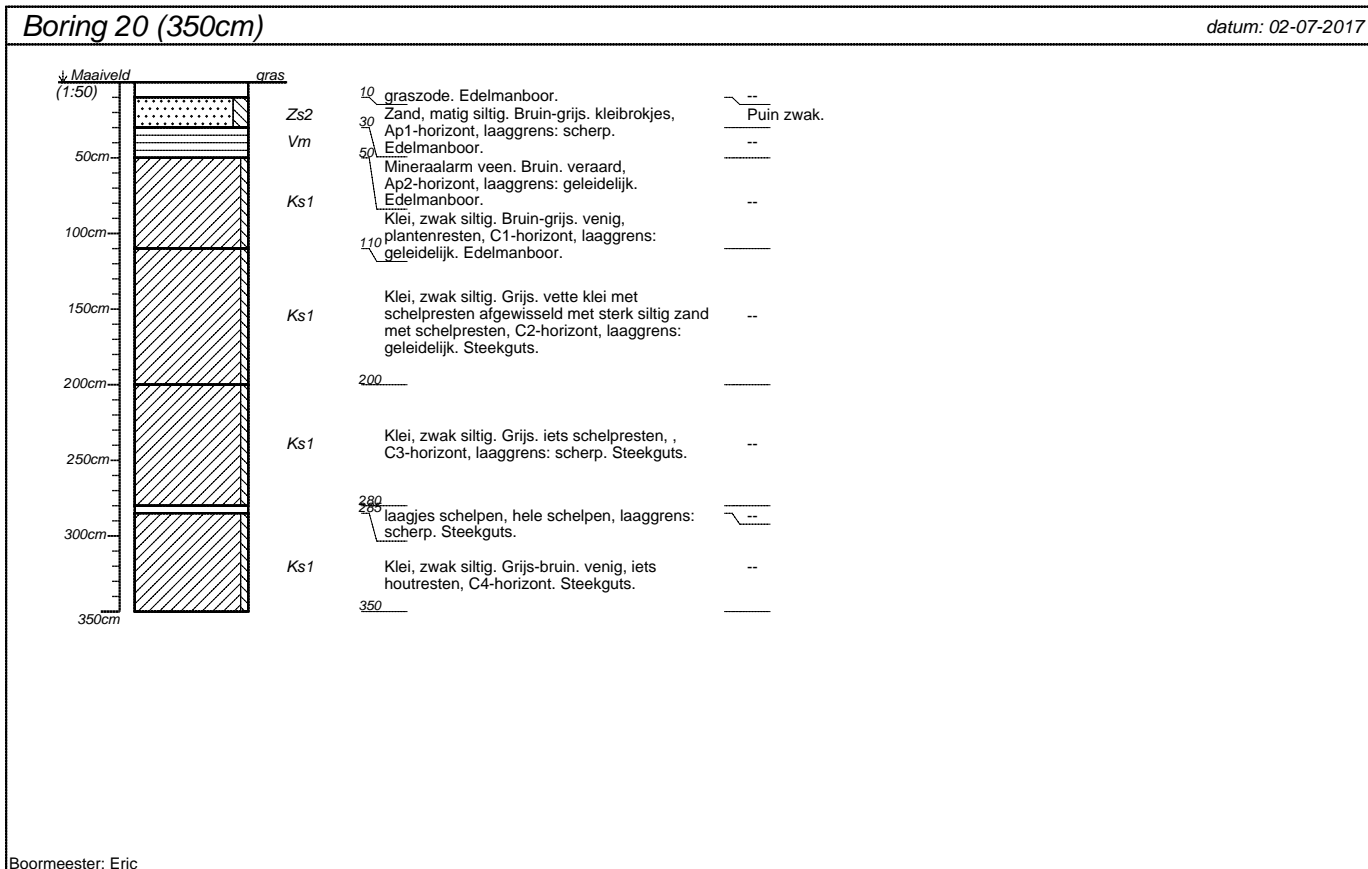 Boring 20 (350cm)
datum: 02-07-2017
Maaiveld
gras
(1:50)
10
graszode. Edelmanboor.
--
Zs2
Zand, matig siltig. Bruin-grijs. kleibrokjes,
Ap1-horizont, laaggrens: scherp.
Edelmanboor.
Puin zwak.
30
Vm
--
50cm
50
Mineraalarm veen. Bruin. veraard,
Ap2-horizont, laaggrens: geleidelijk.
Edelmanboor.
Ks1
--
Klei, zwak siltig. Bruin-grijs. venig,
plantenresten, C1-horizont, laaggrens:
geleidelijk. Edelmanboor.
100cm
110
150cm
Ks1
Klei, zwak siltig. Grijs. vette klei met
schelpresten afgewisseld met sterk siltig zand
met schelpresten, C2-horizont, laaggrens:
geleidelijk. Steekguts.
--
200cm
200
Ks1
Klei, zwak siltig. Grijs. iets schelpresten, ,
C3-horizont, laaggrens: scherp. Steekguts.
--
250cm
280
285
laagjes schelpen, hele schelpen, laaggrens:
scherp. Steekguts.
--
300cm
Ks1
Klei, zwak siltig. Grijs-bruin. venig, iets
houtresten, C4-horizont. Steekguts.
--
350
350cm
Boormeester: Eric